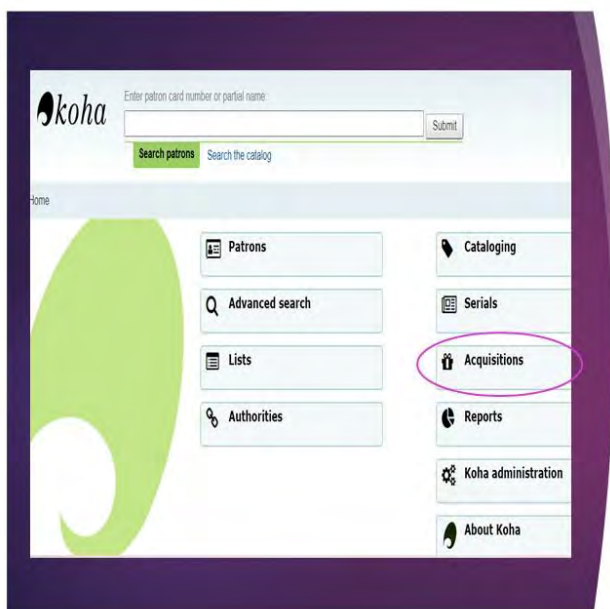 koha
Enter patron card number or partial name:
Submit
Search patrons Search the catalog
Home
Patrons
Cataloging
Advanced search
Serials
Lists
Acquisitions
Authorities
Reports
Koha administration
About Koha